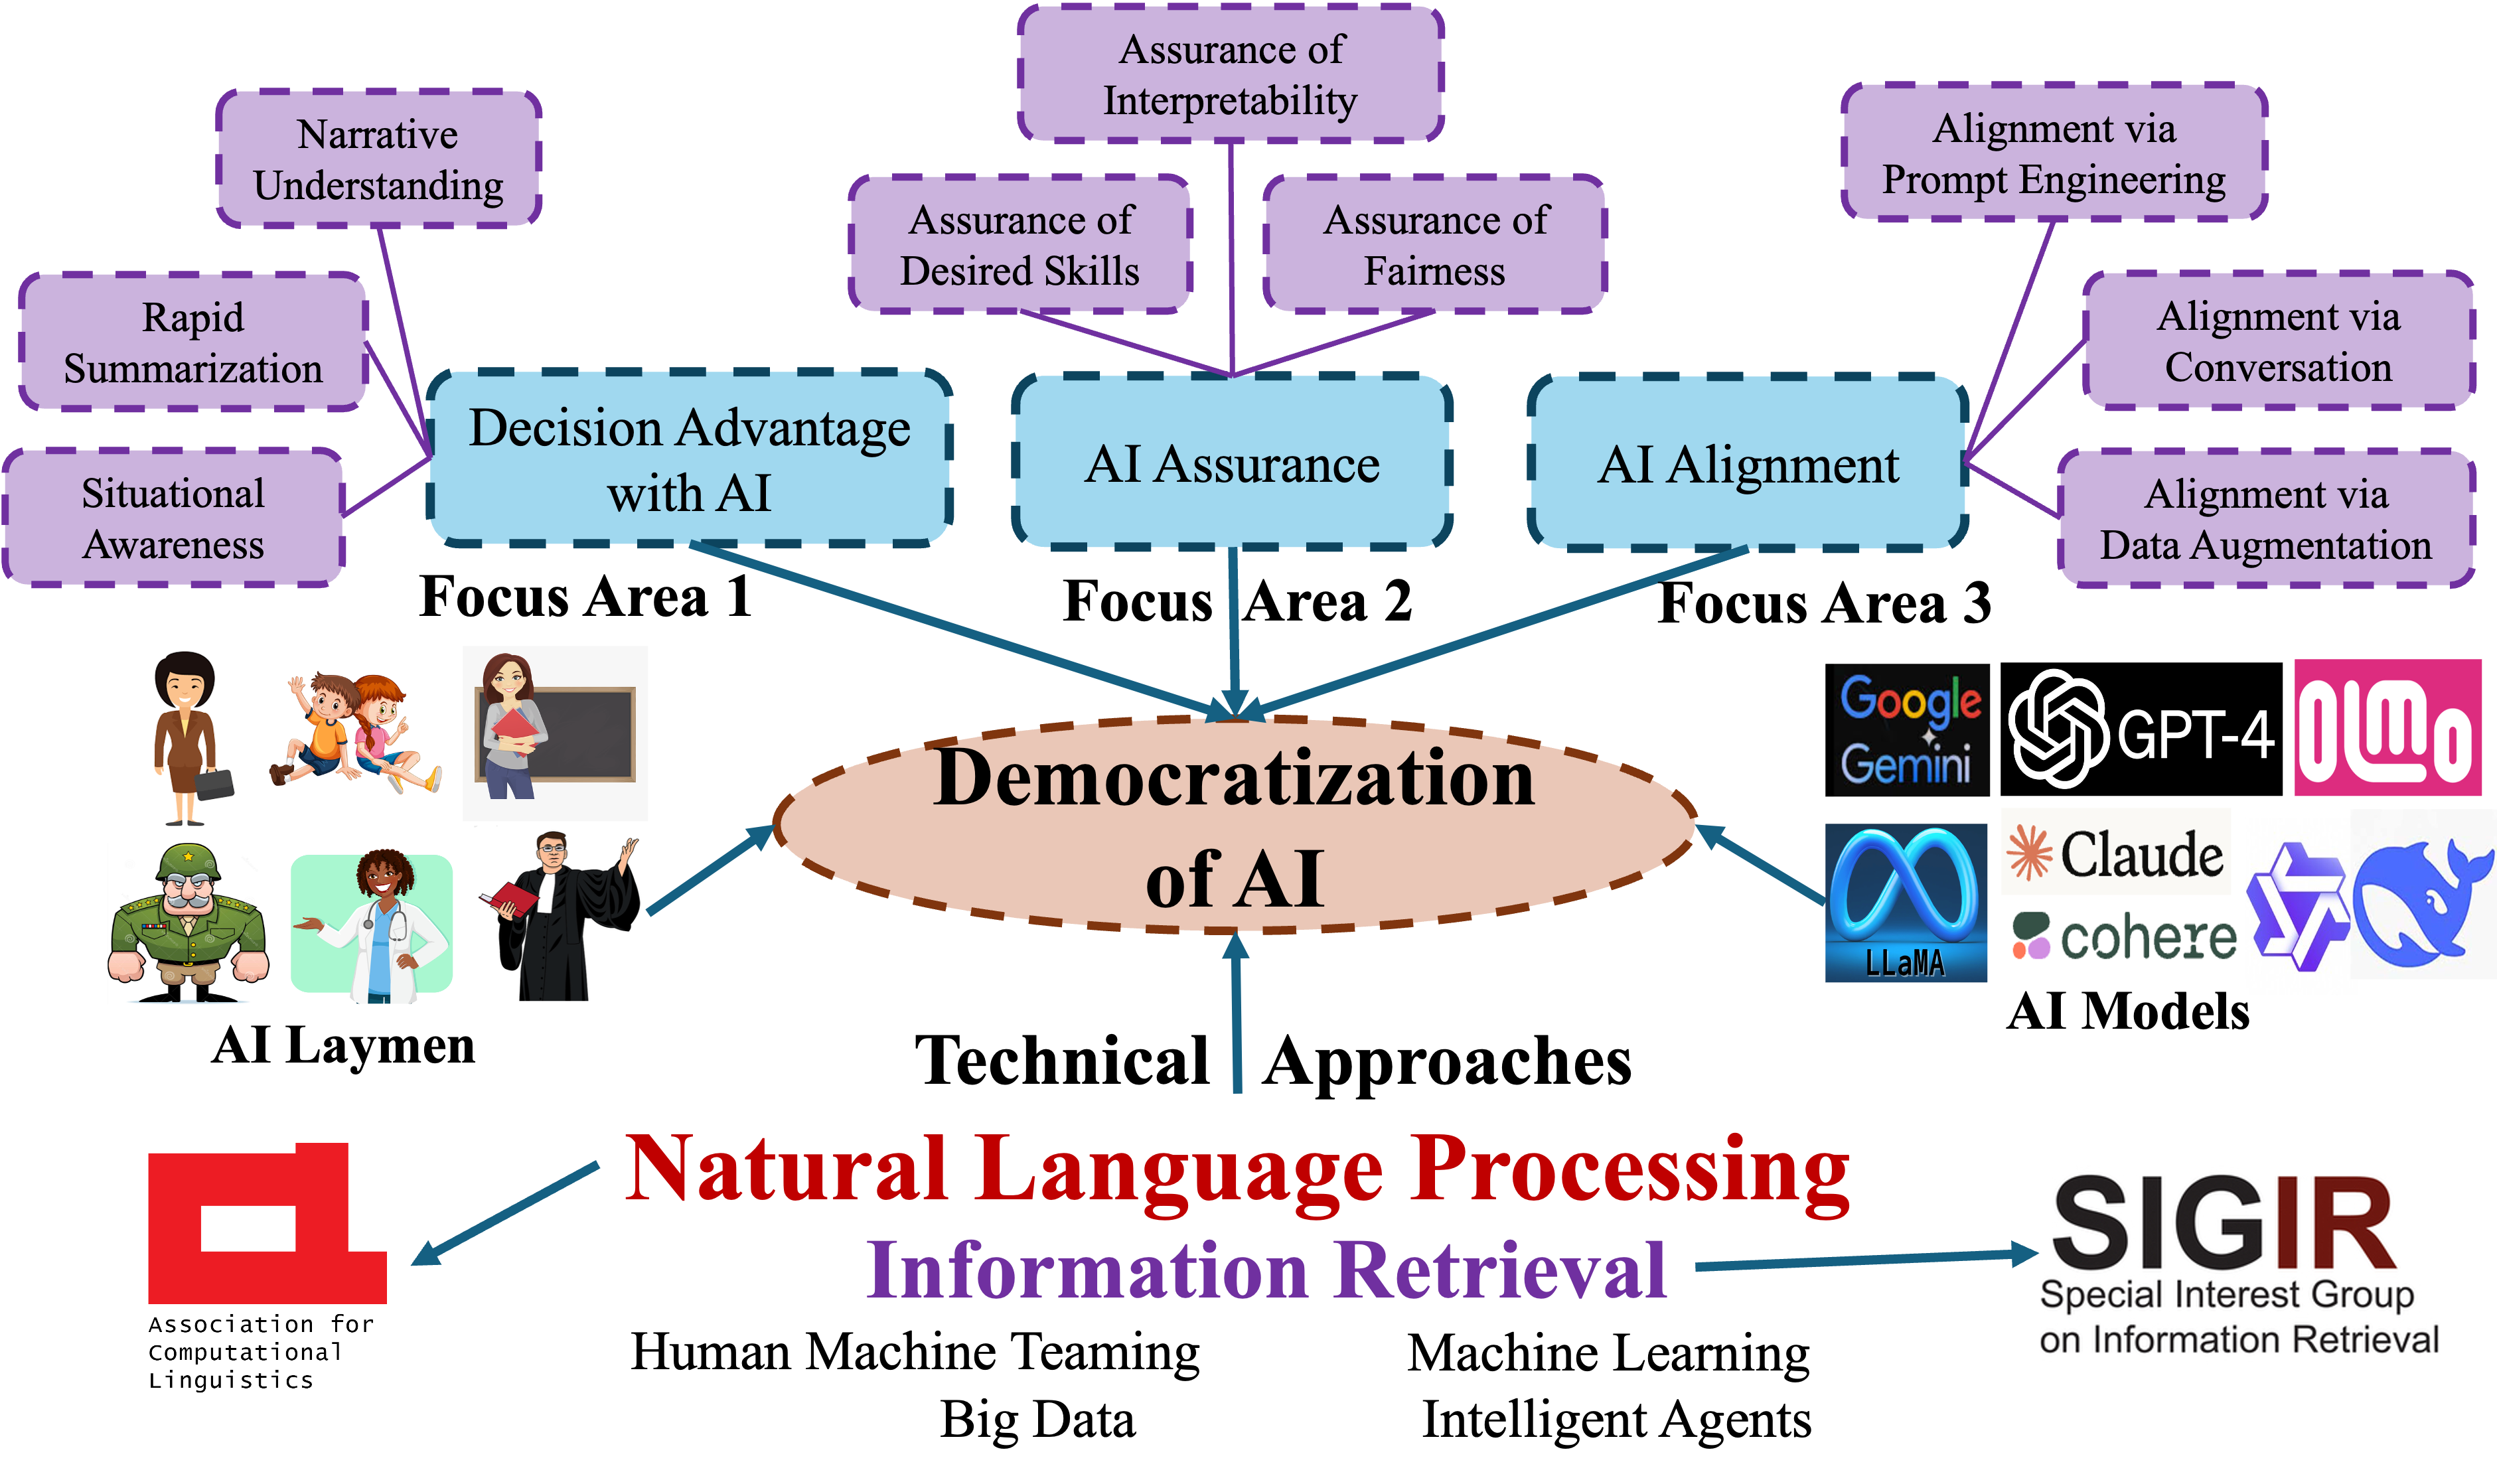 Assurance of
Interpretability
Narrative
Understanding
Alignment via
Prompt Engineering
Assurance of
Desired Skills
Assurance of
Fairness
Rapid
Summarization
Alignment via
Conversation
Situational
Awareness
Decision Advantage
with AI
AI Assurance
AI Alignment
Alignment via
Data Augmentation
Focus Area 1
Focus Area 2
Focus Area 3
Google
Gemini
GPT-4
OLMo
Democratization
of AI
LLaMA
Claude
cohere
AI Laymen
AI Models
Technical Approaches
Natural Language Processing
Information Retrieval
Human Machine Teaming
Machine Learning
Big Data
Intelligent Agents
Association for
Computational
Linguistics
SIGIR
Special Interest Group
on Information Retrieval